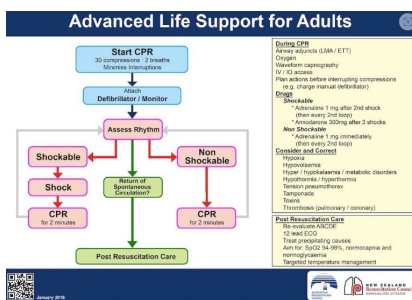 Advanced Life Support for Adults
Start CPR
30 compressions : 2 breaths
Minimise Interruptions
Attach
Defibrillator / Monitor
Assess Rhythm
Shockable
Shock
CPR
for 2 minutes
Return of
Spontaneous
Circulation?
Non
Shockable
CPR
for 2 minutes
Post Resuscitation Care
During CPR
Airway adjuncts (LMA / ETT)
Oxygen
Waveform capnography
IV / IO access
Plan actions before interrupting compressions
(e.g. charge manual defibrillator)
Drugs
Shockable
* Adrenaline 1 mg after 2nd shock
(then every 2nd loop)
* Amiodarone 300mg after 3 shocks
Non Shockable
* Adrenaline 1 mg immediately
(then every 2nd loop)
Consider and Correct
Hypoxia
Hypovolaemia
Hyper / hypokalaemia / metabolic disorders
Hypothermia / hyperthermia
Tension pneumothorax
Tamponade
Toxins
Thrombosis (pulmonary / coronary)
Post Resuscitation Care
Re-evaluate ABCDE
12 lead ECG
Treat precipitating causes
Aim for: SpO2 94-98%, normocapnia and
normoglycaemia
Targeted temperature management
January 2016
NEW ZEALAND
Resuscitation Council